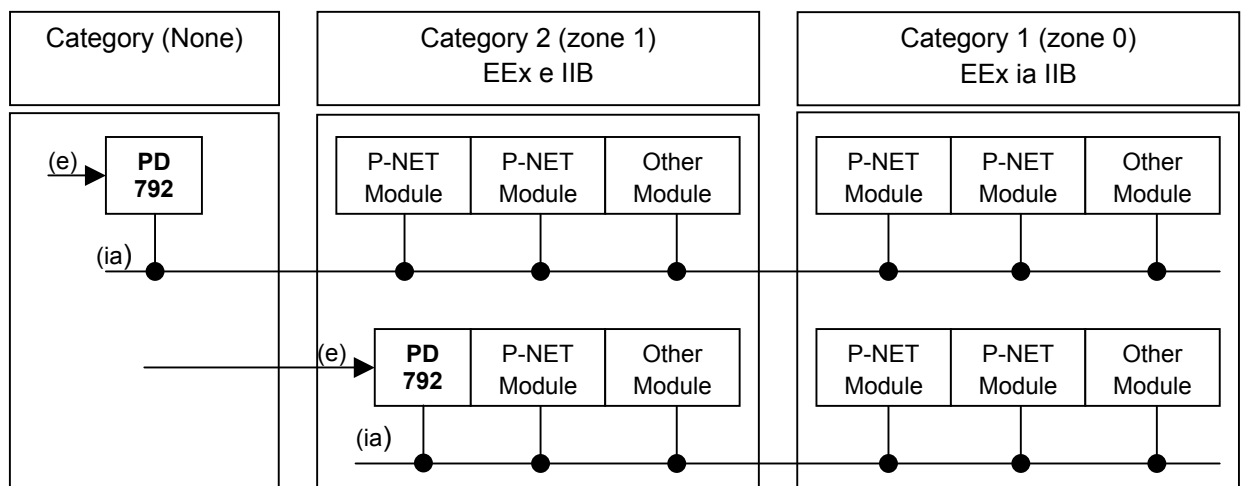 Category (None)
Category 2 (zone 1)
EEx e IIB
Category 1 (zone 0)
EEx ia IIB
(e)
PD
792
P-NET
Module
P-NET
Module
Other
Module
P-NET
Module
P-NET
Module
Other
Module
(ia)
(e)
PD
792
P-NET
Module
Other
Module
P-NET
Module
P-NET
Module
Other
Module
(ia)